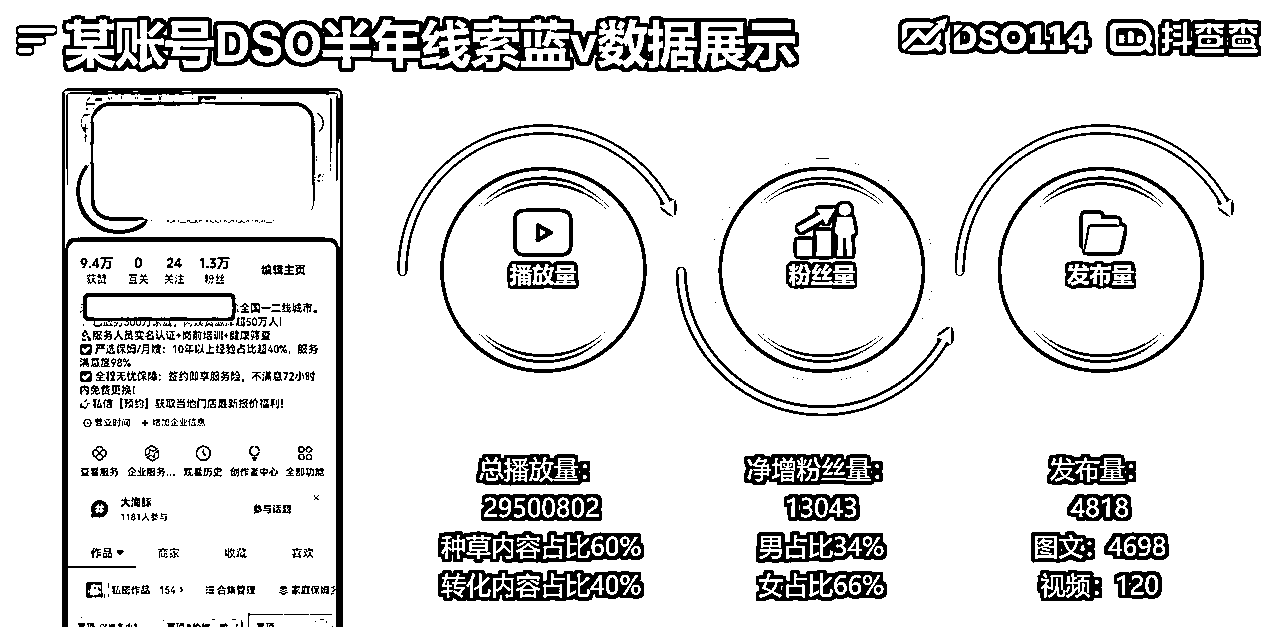 某账号DSO半年线索蓝v数据展示
DSO114 抖查查
9.4万 0 24 1.3万
获赞 互关 关注 粉丝
编辑主页
全国一二线城市。
服务人员实名认证+岗前培训+健康筛查
严选保姆/月嫂：10年以上经验占比超40%，服务
满意度98%
全程无忧保障：签约即享服务险，不满意72小时
内免费更换！
私信【预约】获取当地门店最新报价福利！
营业时间 + 增加企业信息
查看服务 企业服务... 观看历史 创作者中心 全部功能
大海豚
1181人参与
参与话题
作品 商家 收藏 喜欢
私密作品 154 合集管理 家庭保姆
播放量
粉丝量
发布量
总播放量：
29500802
种草内容占比60%
转化内容占比40%
净增粉丝量：
13043
男占比34%
女占比66%
发布量：
4818
图文：4698
视频：120